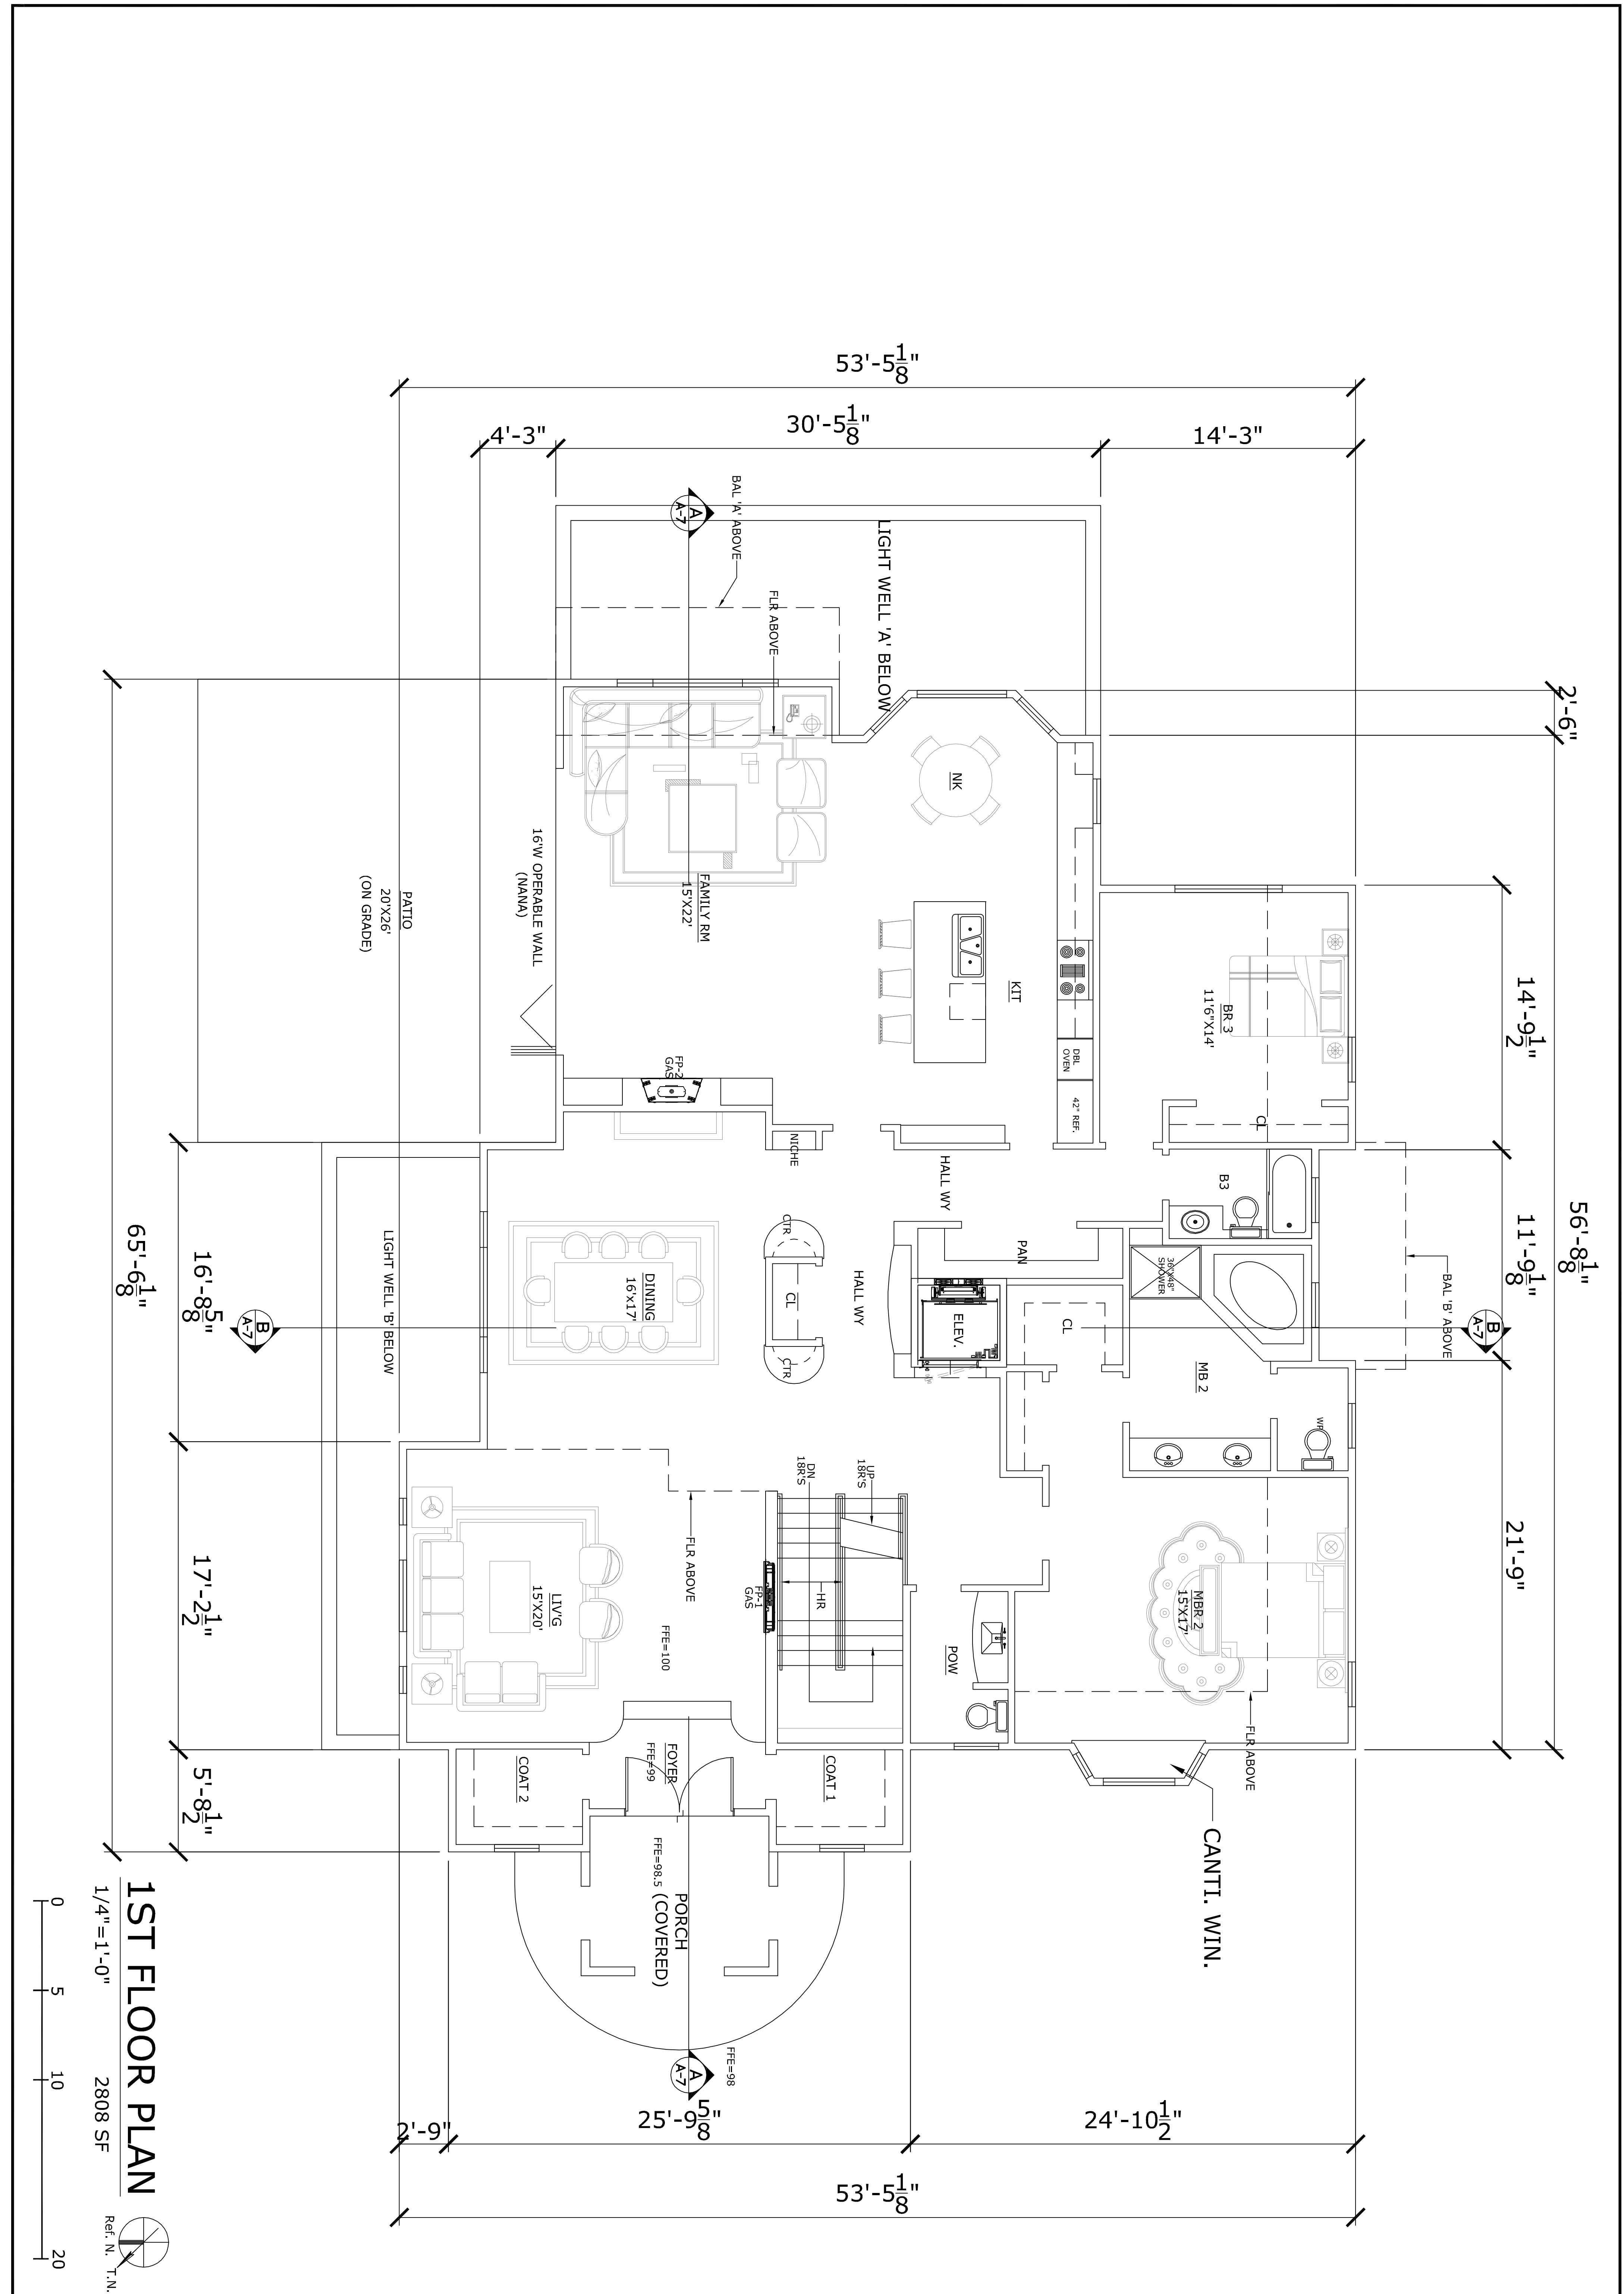 53'-5 1/8"
4'-3"
30'-5 1/8"
14'-3"
BAL 'A' ABOVE
A
A-7
LIGHT WELL 'A' BELOW
FLR ABOVE
2'-6"
NK
16'W OPERABLE WALL
(NANA)
FAMILY RM
15'X22'
PATIO
20'X26'
(ON GRADE)
KIT
BR 3
11'6"X14'
14'-9 1/2"
FP-2
GAS
DBL
OVEN
42" REF.
CL
NICHE
HALL WY
B3
56'-8 1/8"
11'-9 1/8"
65'-6 1/8"
16'-8 5/8"
LIGHT WELL 'B' BELOW
CTR
PAN
36"X48"
SHOWER
BAL 'B' ABOVE
DINING
16'x17'
CL
HALL WY
ELEV.
CL
B
A-7
B
A-7
CTR
MB 2
WP
DN
18R'S
UP
18R'S
21'-9"
17'-2 1/2"
FLR ABOVE
LIV'G
15'X20'
FP-1
GAS
HR
MBR 2
15'X17'
FFE=100
POW
FLR ABOVE
COAT 2
FOYER
FFE=99
COAT 1
5'-8 1/2"
CANTI. WIN.
FFE=98.5
PORCH
(COVERED)
FFE=98
A
A-7
2'-9"
25'-9 5/8"
24'-10 1/2"
53'-5 1/8"
1ST FLOOR PLAN
1/4"=1'-0" 2808 SF
Ref. N. T.N.
0 5 10 20